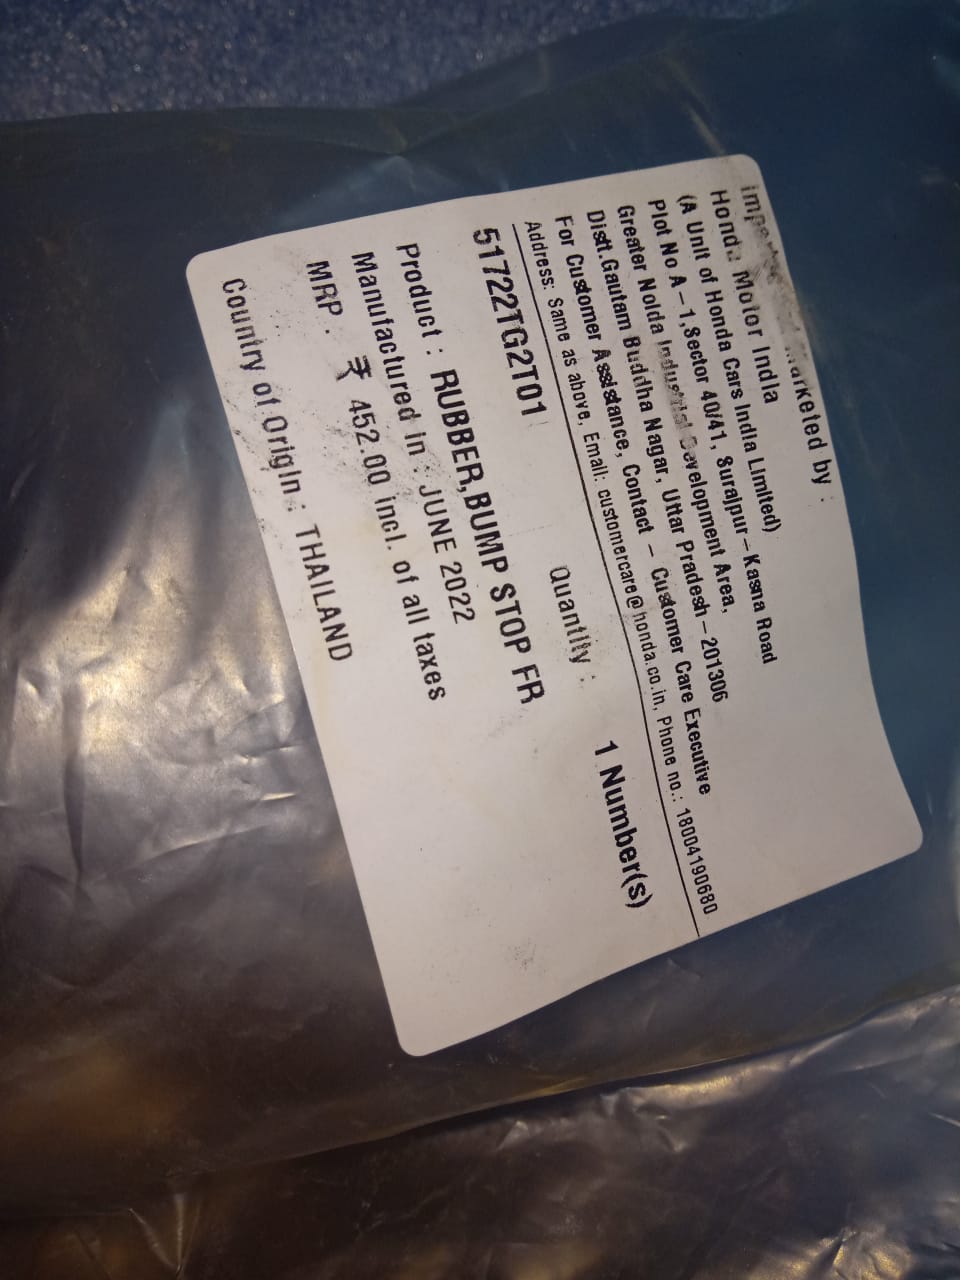 Imported & Marketed by :
Honda Motor India
(A Unit of Honda Cars India Limited)
Plot No A-1,Sector 40/41, Surajpur-Kasna Road
Greater Noida Industrial Development Area,
Distt.Gautam Buddha Nagar, Uttar Pradesh-201306
For Customer Assistance, Contact - Customer Care Executive
Address: Same as above, Email: customercare@honda.co.in, Phone no.: 18004190680
51722TG2T01 Quantity : 1 Number(s)
Product : RUBBER,BUMP STOP FR
Manufactured In : JUNE 2022
MRP : ₹ 452.00 incl. of all taxes
Country of Origin : THAILAND